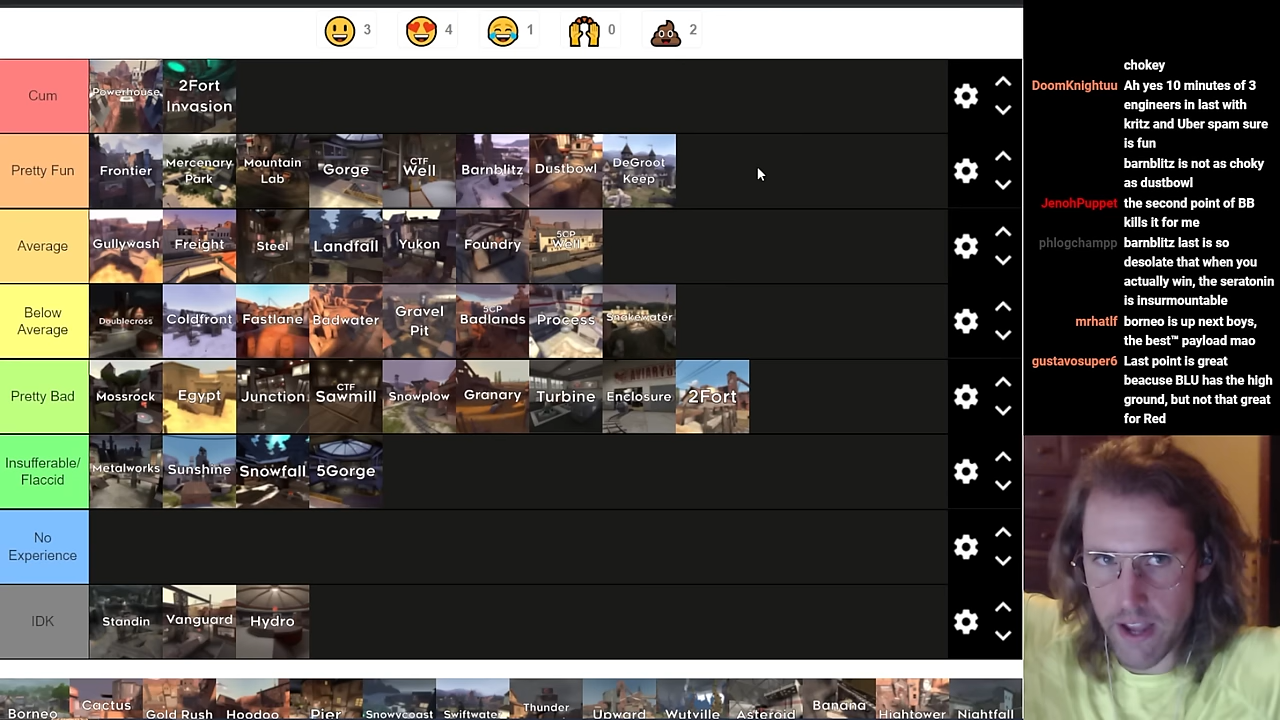 3
4
1
0
2
Cum
Powerhouse
2Fort
Invasion
Pretty Fun
Frontier
Mercenary
Park
Mountain
Lab
Gorge
CTF
Well
Barnblitz
Dustbowl
DeGroot
Keep
Average
Gullywash
Freight
Steel
Landfall
Yukon
Foundry
5CP
Well
Below
Average
Doublecross
Coldfront
Fastlane
Badwater
Gravel
Pit
5CP
Badlands
Process
Snakewater
Pretty Bad
Mossrock
Egypt
Junction
CTF
Sawmill
Snowplow
Granary
Turbine
Enclosure
2Fort
Insufferable/
Flaccid
Metalworks
Sunshine
Snowfall
5Gorge
No
Experience
IDK
Standin
Vanguard
Hydro
Borneo
Cactus
Gold Rush
Hoodoo
Pier
Snowycoast
Swiftwater
Thunder
Upward
Wutville
Asteroid
Banana
Hightower
Nightfall
chokey
DoomKnightuu Ah yes 10 minutes of 3
engineers in last with
kritz and Uber spam sure
is fun
barnblitz is not as choky
as dustbowl
JenohPuppet the second point of BB
kills it for me
phlogchampp barnblitz last is so
desolate that when you
actually win, the seratonin
is insurmountable
mrhatlf borneo is up next boys,
the best™ payload mao
gustavosuper6 Last point is great
beacuse BLU has the high
ground, but not that great
for Red